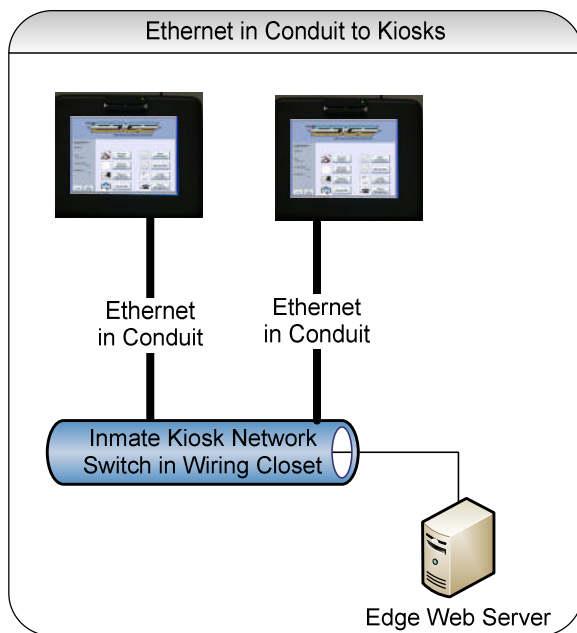 Ethernet in Conduit to Kiosks
Ethernet
in Conduit
Ethernet
in Conduit
Inmate Kiosk Network
Switch in Wiring Closet
Edge Web Server